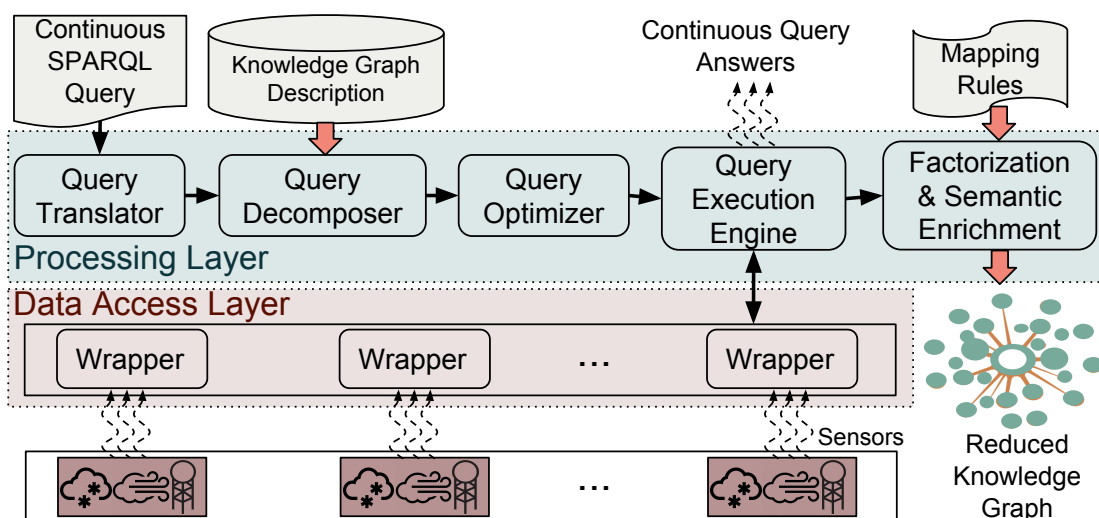 Continuous
SPARQL
Query
Knowledge Graph
Description
Continuous Query
Answers
Mapping
Rules
Query
Translator
Query
Decomposer
Query
Optimizer
Query
Execution
Engine
Factorization
& Semantic
Enrichment
Processing Layer
Data Access Layer
Wrapper
Wrapper
...
Wrapper
Sensors
...
Reduced
Knowledge
Graph